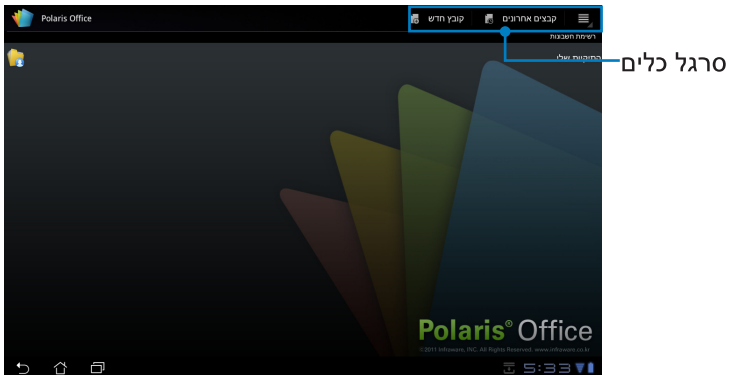 Polaris Office
קובץ חדש
קבצים אחרונים
רשימת חשבונות
התיקיות שלי
סרגל כלים
Polaris® Office
©2011 Infraware, INC. All Rights Reserved. www.infraware.co.kr
5:33